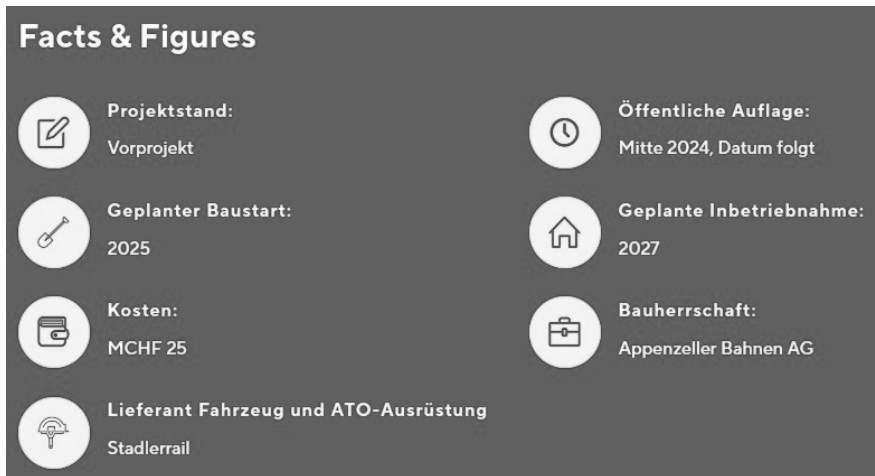 Facts & Figures
Projektstand:
Vorprojekt
Öffentliche Auflage:
Mitte 2024, Datum folgt
Geplanter Baustart:
2025
Geplante Inbetriebnahme:
2027
Kosten:
MCHF 25
Bauherrschaft:
Appenzeller Bahnen AG
Lieferant Fahrzeug und ATO-Ausrüstung
Stadlerrail